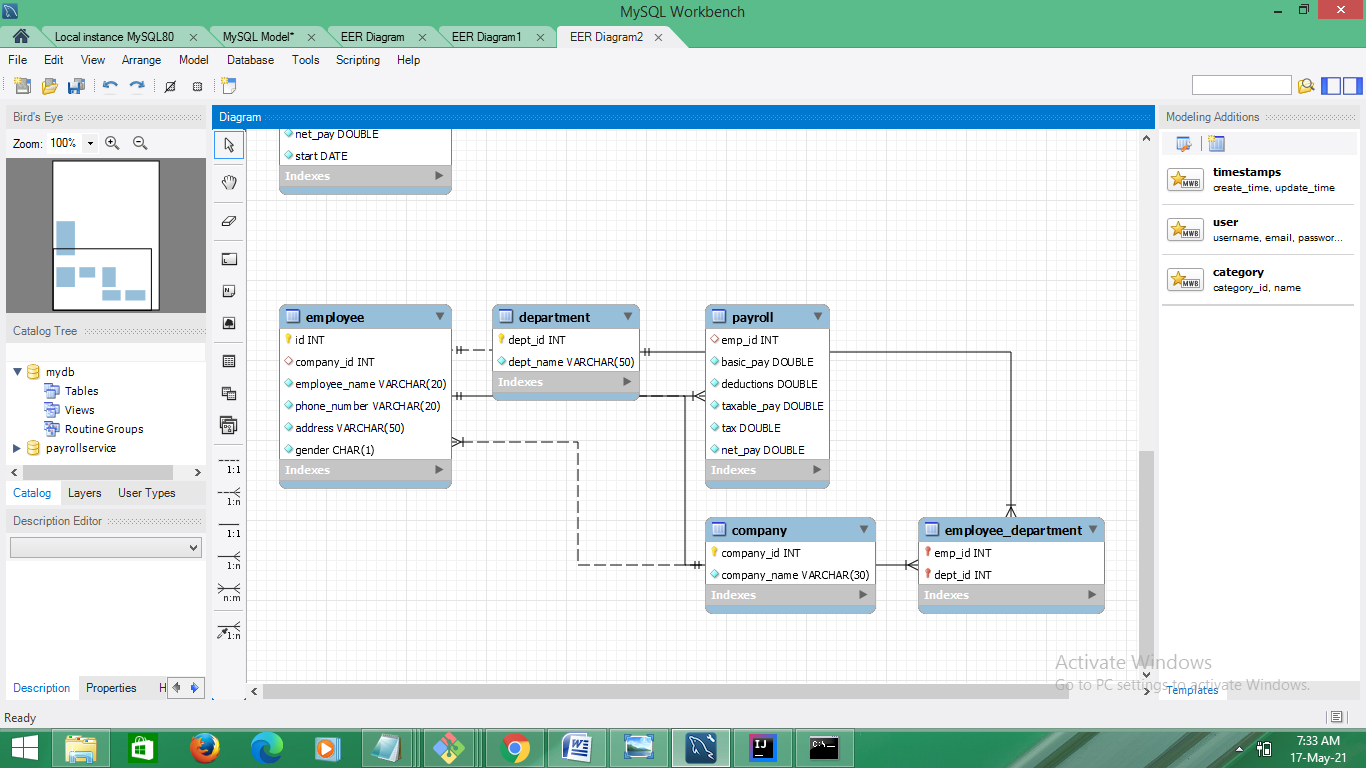 MySQL Workbench
Local instance MySQL80
MySQL Model*
EER Diagram
EER Diagram1
EER Diagram2
File Edit View Arrange Model Database Tools Scripting Help
Bird's Eye
Zoom: 100%
Catalog Tree
mydb
Tables
Views
Routine Groups
payrollservice
Catalog Layers User Types
Description Editor
Description Properties H
Ready
Diagram
1:1
1:n
1:1
1:n
n:m
1:n
net_pay DOUBLE
start DATE
Indexes
employee
id INT
company_id INT
employee_name VARCHAR(20)
phone_number VARCHAR(20)
address VARCHAR(50)
gender CHAR(1)
Indexes
department
dept_id INT
dept_name VARCHAR(50)
Indexes
payroll
emp_id INT
basic_pay DOUBLE
deductions DOUBLE
taxable_pay DOUBLE
tax DOUBLE
net_pay DOUBLE
Indexes
company
company_id INT
company_name VARCHAR(30)
Indexes
employee_department
emp_id INT
dept_id INT
Indexes
Modeling Additions
MWB
timestamps
create_time, update_time
MWB
user
username, email, passwor...
MWB
category
category_id, name
Activate Windows
Go to PC settings to activate Windows.
Templates
7:33 AM
17-May-21